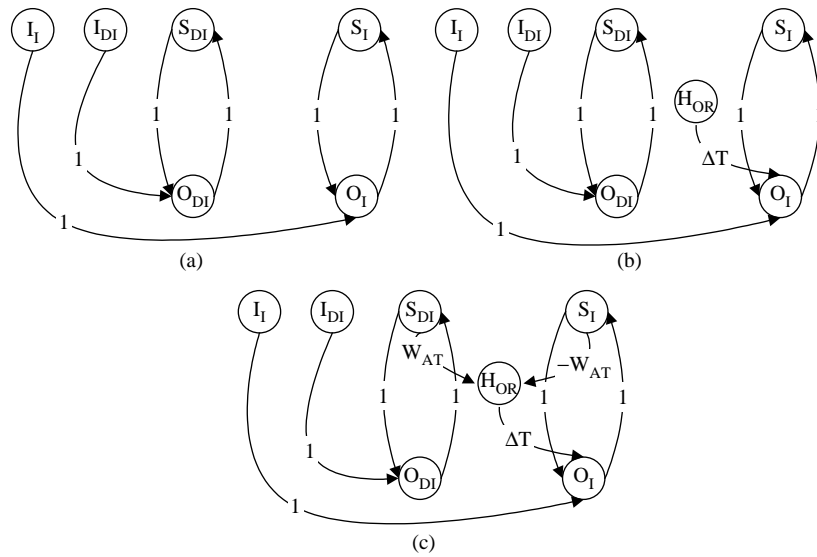 I_I I_DI S_DI S_I
1 1 1 1
1
O_DI O_I
1
(a)
I_I I_DI S_DI S_I
H_OR
1 1 1 1
1 ΔT
O_DI O_I
1
(b)
I_I I_DI S_DI S_I
W_AT –W_AT
H_OR
1 1 1 1
ΔT
1
O_DI O_I
1
(c)